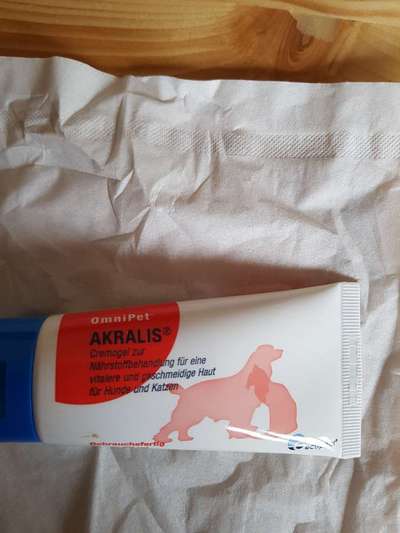 OmniPet
AKRALIS®
Cremogel zur
Nährstoffbehandlung für eine
vitalere und geschmeidige Haut
für Hunde und Katzen
Gebrauchsfertig